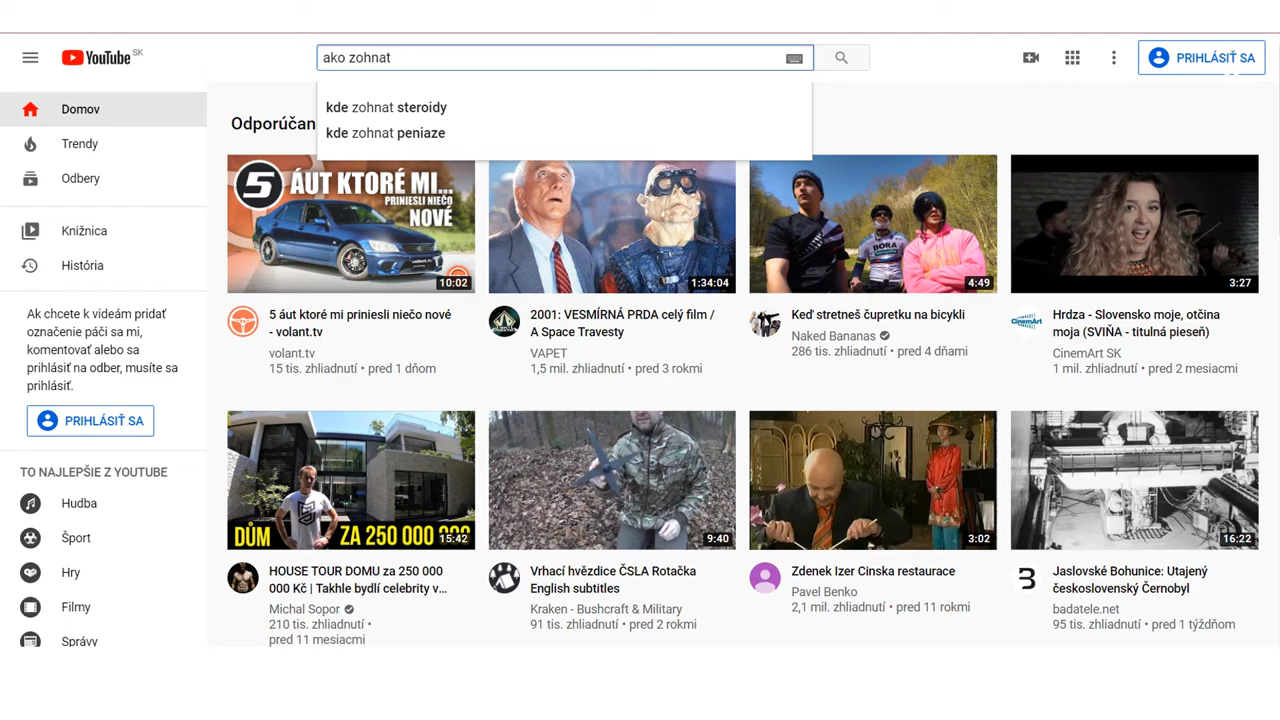 YouTube SK
ako zohnat
PRIHLÁSIŤ SA
kde zohnat steroidy
kde zohnat peniaze
Domov
Trendy
Odbery
Knižnica
História
Ak chcete k videám pridať
označenie páči sa mi,
komentovať alebo sa
prihlásiť na odber, musíte sa
prihlásiť.
PRIHLÁSIŤ SA
TO NAJLEPŠIE Z YOUTUBE
Hudba
Šport
Hry
Filmy
Správy
Odporúčan
5 ÁUT KTORÉ MI...
PRINIESLI NIEČO
NOVÉ
10:02
5 áut ktoré mi priniesli niečo nové
- volant.tv
volant.tv
15 tis. zhliadnutí • pred 1 dňom
1:34:04
2001: VESMÍRNÁ PRDA celý film /
A Space Travesty
VAPET
1,5 mil. zhliadnutí • pred 3 rokmi
BORA
4:49
Keď stretneš čupretku na bicykli
Naked Bananas
286 tis. zhliadnutí • pred 4 dňami
3:27
CinemArt
Hrdza - Slovensko moje, otčina
moja (SVIŇA - titulná pieseň)
CinemArt SK
1 mil. zhliadnutí • pred 2 mesiacmi
DŮM ZA 250 000 000
15:42
HOUSE TOUR DOMU za 250 000
000 Kč | Takhle bydlí celebrity v...
Michal Sopor
210 tis. zhliadnutí •
pred 11 mesiacmi
9:40
Vrhací hvězdice ČSLA Rotačka
English subtitles
Kraken - Bushcraft & Military
91 tis. zhliadnutí • pred 2 rokmi
3:02
Zdenek Izer Cinska restaurace
Pavel Benko
2,1 mil. zhliadnutí • pred 11 rokmi
16:22
Jaslovské Bohunice: Utajený
československý Černobyl
badatele.net
95 tis. zhliadnutí • pred 1 týždňom